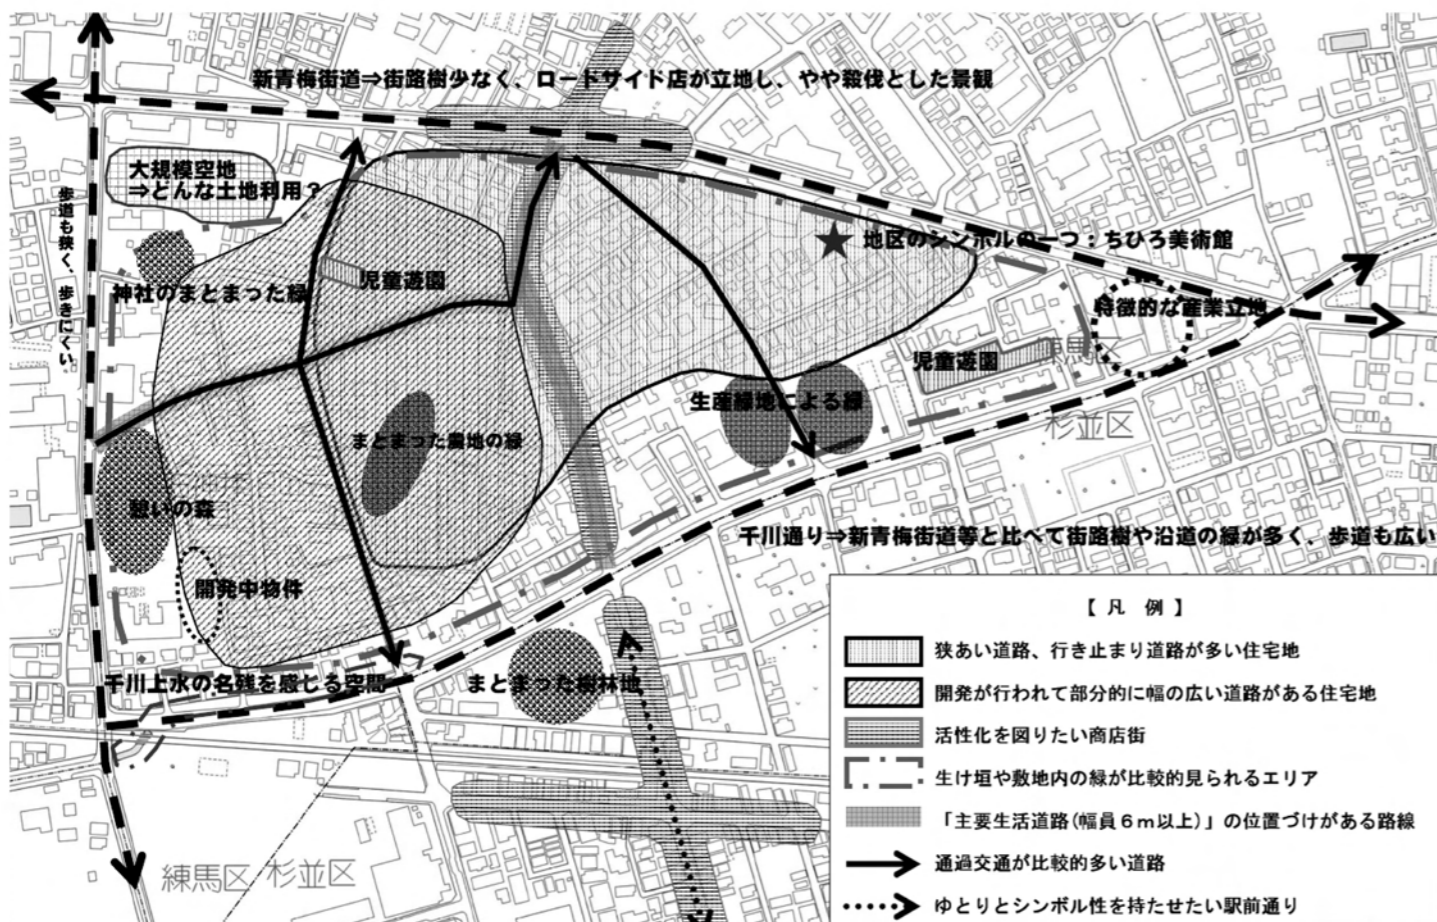 新青梅街道⇒街路樹少なく、ロードサイド店が立地し、やや殺伐とした景観
大規模空地
⇒どんな土地利用?
歩道も狭く、歩きにくい。
地区のシンボルの一つ:ちひろ美術館
児童遊園
神社のまとまった緑
特徴的な産業立地
児童遊園
練馬区
生産緑地による緑
杉並区
まとまった農地の緑
憩いの森
千川通り⇒新青梅街道等と比べて街路樹や沿道の緑が多く、歩道も広い
開発中物件
千川上水の名残を感じる空間
まとまった樹林地
練馬区
杉並区
【凡 例】
狭あい道路、行き止まり道路が多い住宅地
開発が行われて部分的に幅の広い道路がある住宅地
活性化を図りたい商店街
生け垣や敷地内の緑が比較的見られるエリア
「主要生活道路(幅員6m以上)」の位置づけがある路線
通過交通が比較的多い道路
ゆとりとシンボル性を持たせたい駅前通り